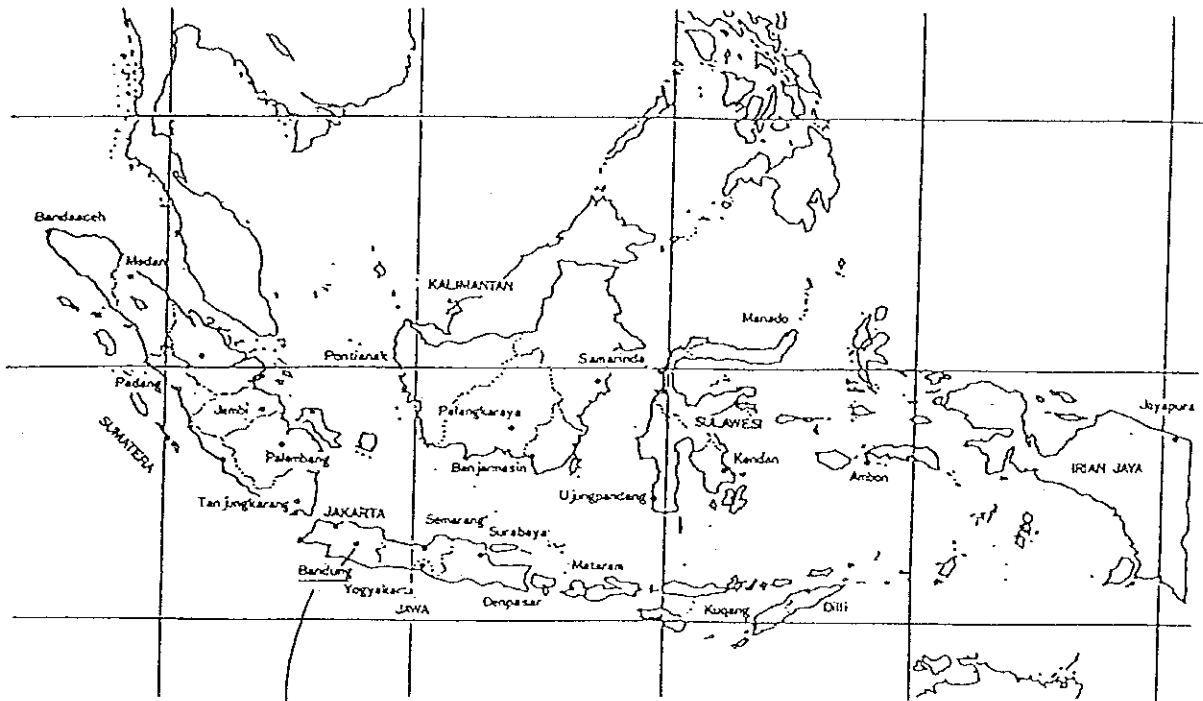 Bandaaceh
Medan
KALIMANTAN
Manado
Pontianak
Samarinda
Padang
Jambi
Palangkaraya
SULAWESI
Jayapura
SUMATERA
Palembang
Banjarmasin
Kendari
Ambon
IRIAN JAYA
Tanjungkarang
Ujungpandang
JAKARTA
Semarang
Surabaya
Bandung
Mataram
Yogyakarta
Denpasar
Kupang
Dilli
JAWA